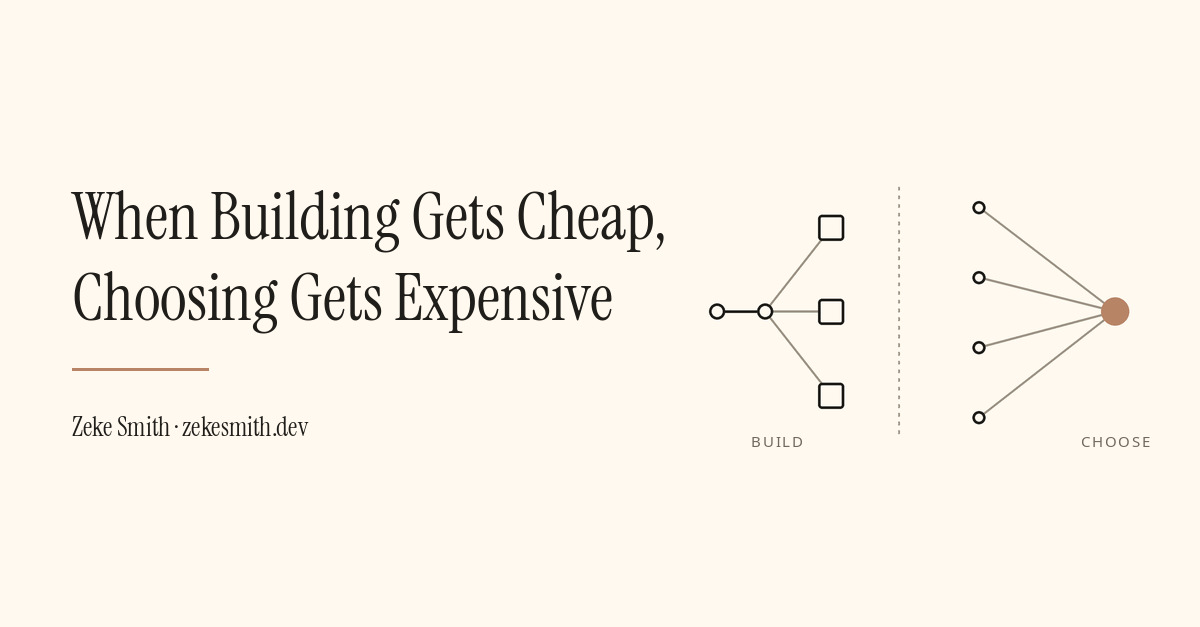 When Building Gets Cheap,
Choosing Gets Expensive
Zeke Smith · zekesmith.dev
BUILD
CHOOSE